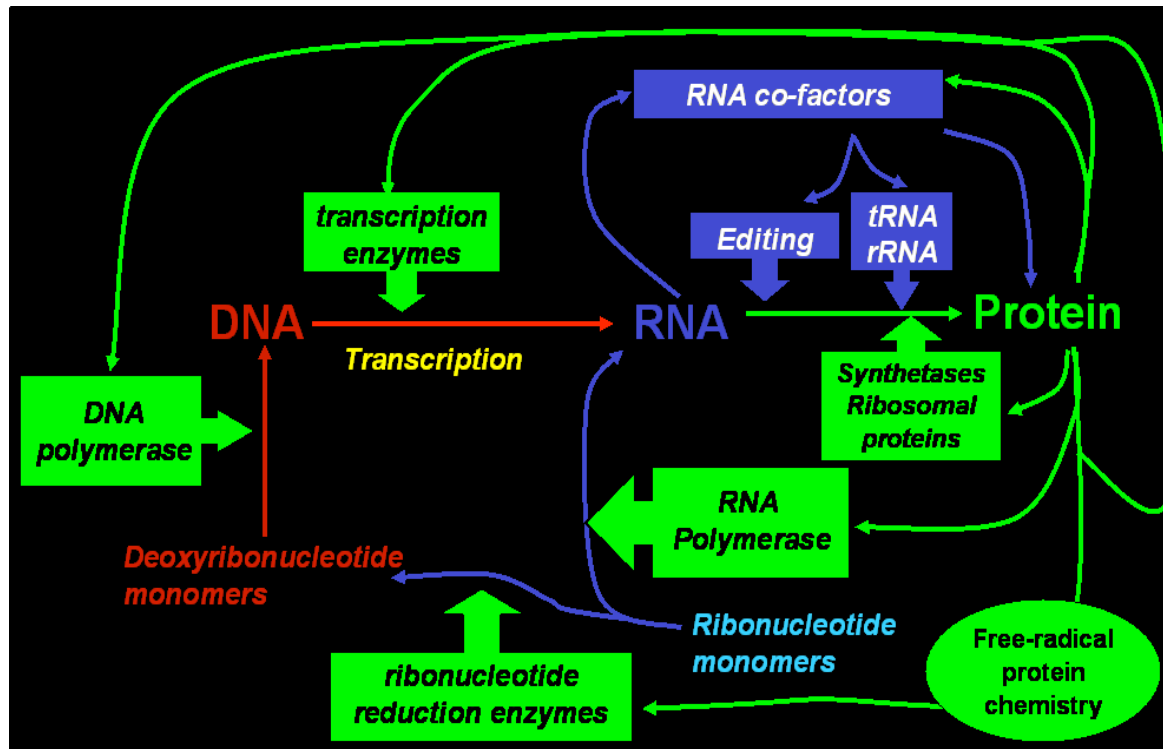 RNA co-factors
transcription
enzymes
Editing
tRNA
rRNA
DNA
RNA
Protein
Transcription
Synthetases
Ribosomal
proteins
DNA
polymerase
RNA
Polymerase
Deoxyribonucleotide
monomers
Ribonucleotide
monomers
Free-radical
protein
chemistry
ribonucleotide
reduction enzymes